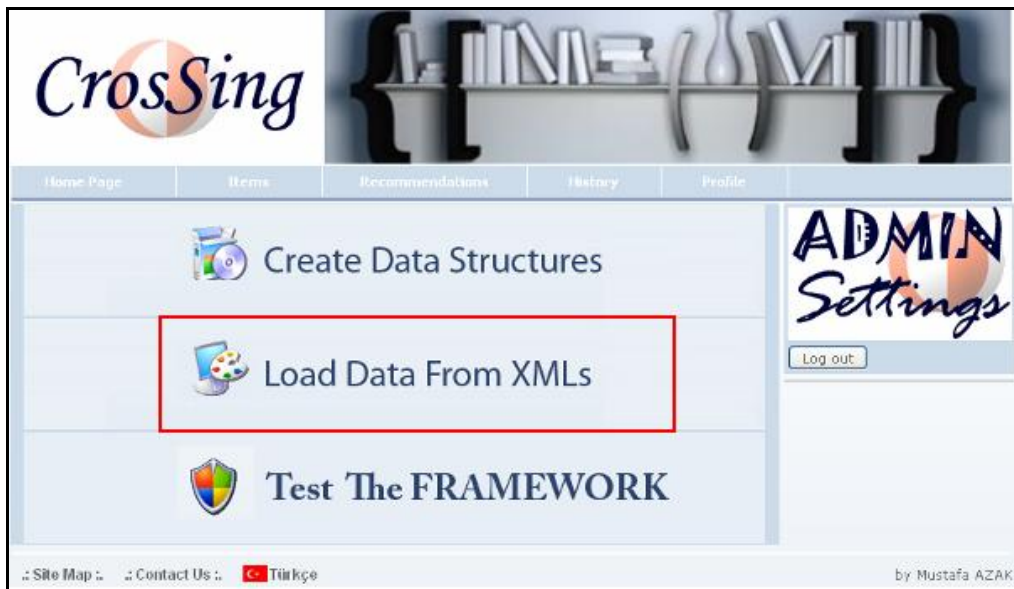 CrosSing
Home Page Items Recommendations History Profile
Create Data Structures
Load Data From XMLs
Test The FRAMEWORK
ADMIN
Settings
Log out
.: Site Map :. .: Contact Us :. Türkçe
by Mustafa AZAK